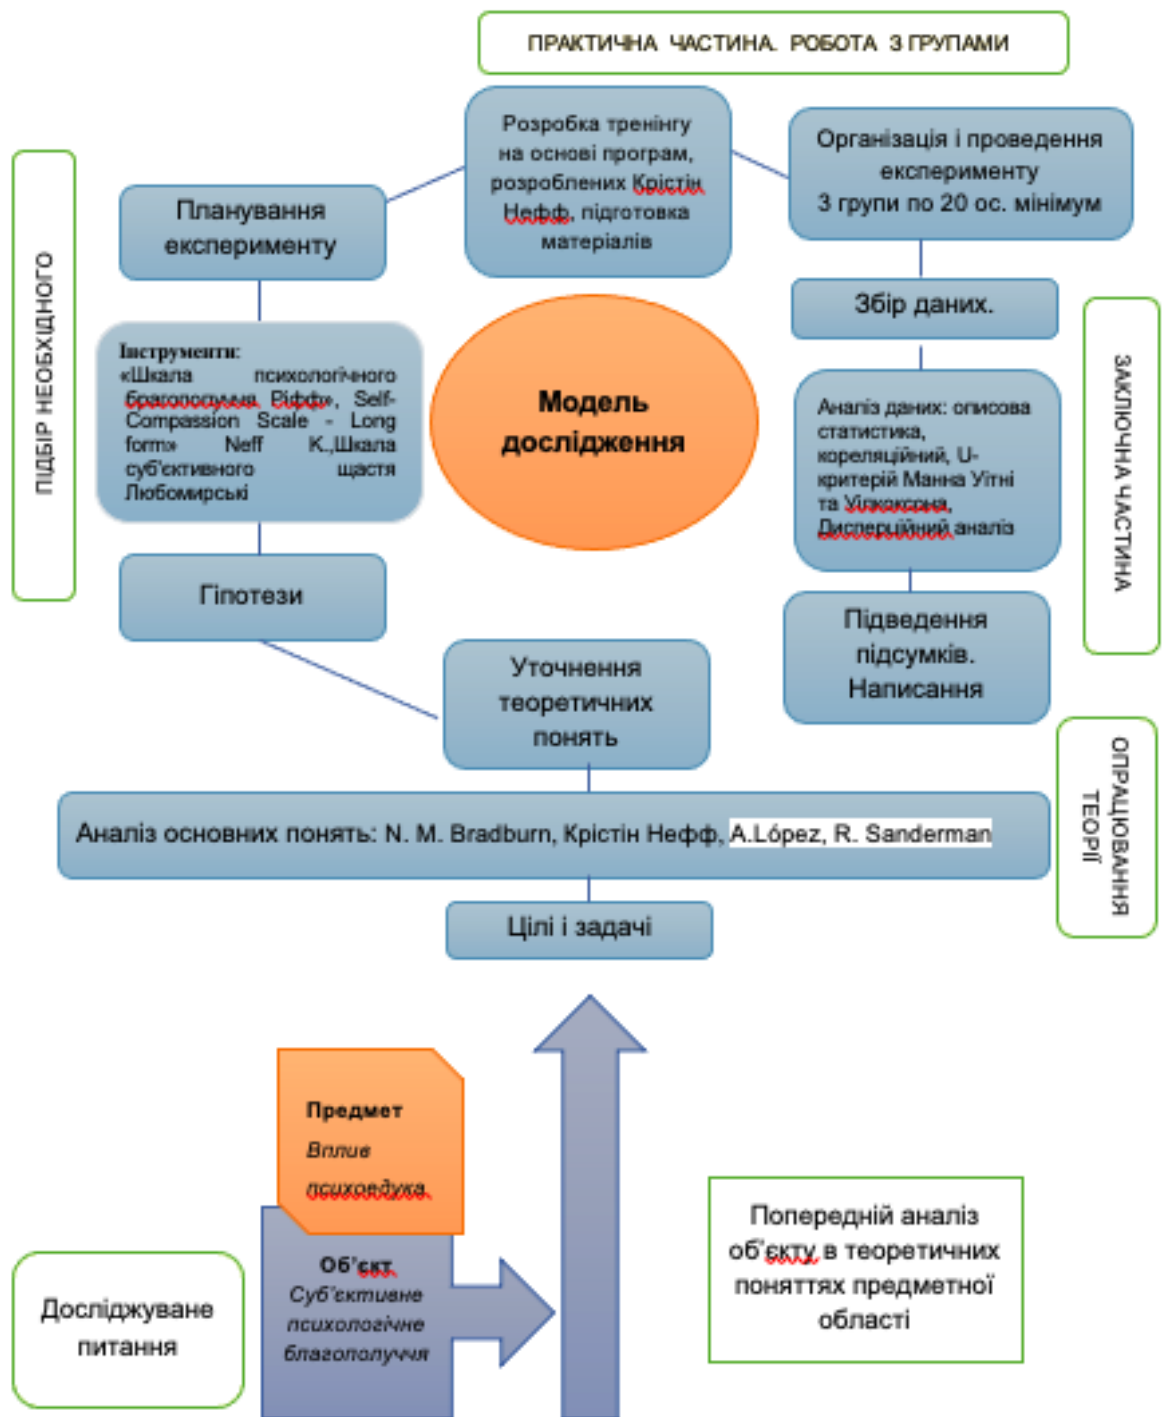 ПРАКТИЧНА ЧАСТИНА. РОБОТА З ГРУПАМИ
Розробка тренінгу
на основі програм,
розроблених Крістін
Нефф, підготовка
матеріалів
Організація і проведення
експерименту
3 групи по 20 ос. мінімум
Планування
експерименту
ПІДБІР НЕОБХІДНОГО
Збір даних.
Інструменти:
«Шкала психологічного
брагополуччя Ріфф», Self-
Compassion Scale - Long
form» Neff K.,Шкала
суб'єктивного щастя
Любомирські
Модель
дослідження
Аналіз даних: описова
статистика,
кореляційний, U-
критерій Манна Уітні
та Уілкоксона,
Дисперційний аналіз
ЗАКЛЮЧНА ЧАСТИНА
Гіпотези
Підведення
підсумків.
Написання
Уточнення
теоретичних
понять
ОПРАЦЮВАННЯ
ТЕОРІЇ
Аналіз основних понять: N. M. Bradburn, Крістін Нефф, A.López, R. Sanderman
Цілі і задачі
Предмет
Вплив
психоедука
Об'єкт
Суб'єктивне
психологічне
благополуччя
Досліджуване
питання
Попередній аналіз
об'єкту в теоретичних
поняттях предметної
області